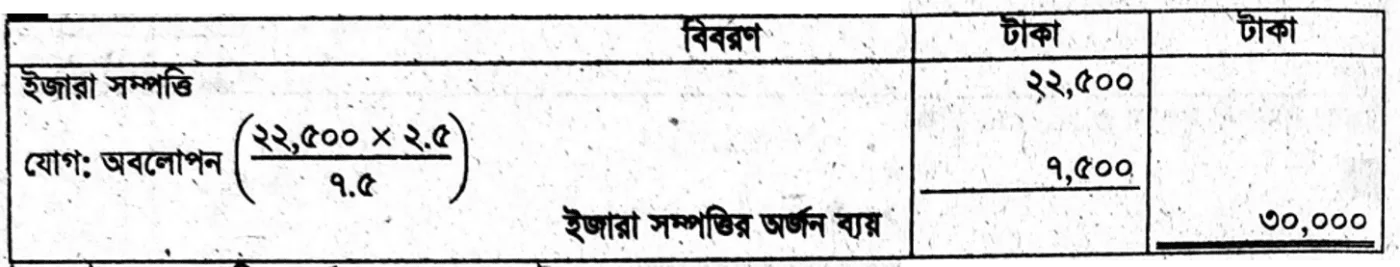 বিবরণ টাকা টাকা
ইজারা সম্পত্তি ২২,৫০০
যোগ: অবলোপন (২২,৫০০ × ২.৫ / ৭.৫) ৭,৫০০
ইজারা সম্পত্তির অর্জন ব্যয় ৩০,০০০